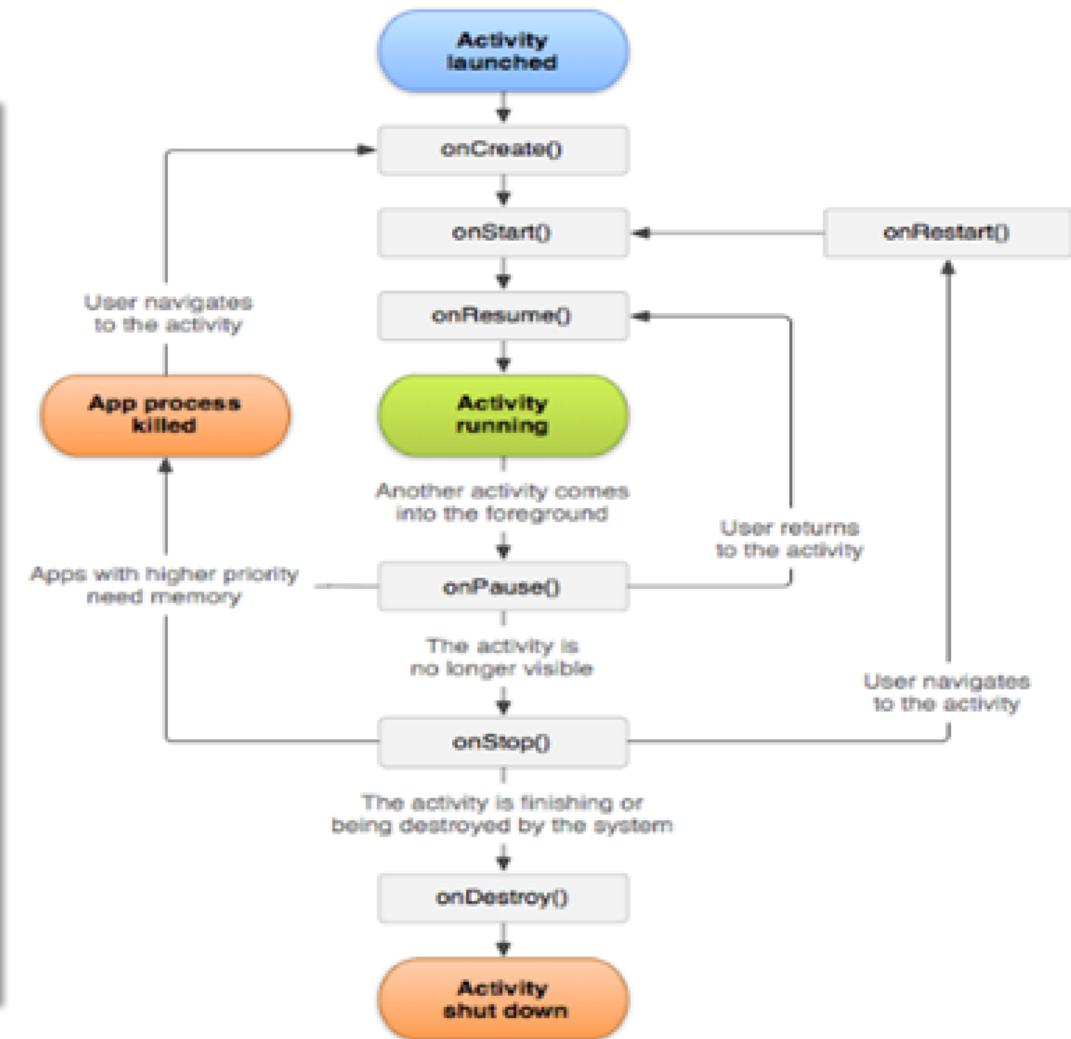 Activity
launched
onCreate()
onStart()
onRestart()
User navigates
to the activity
onResume()
App process
killed
Activity
running
Another activity comes
into the foreground
User returns
to the activity
Apps with higher priority
need memory
onPause()
The activity is
no longer visible
User navigates
to the activity
onStop()
The activity is finishing or
being destroyed by the system
onDestroy()
Activity
shut down